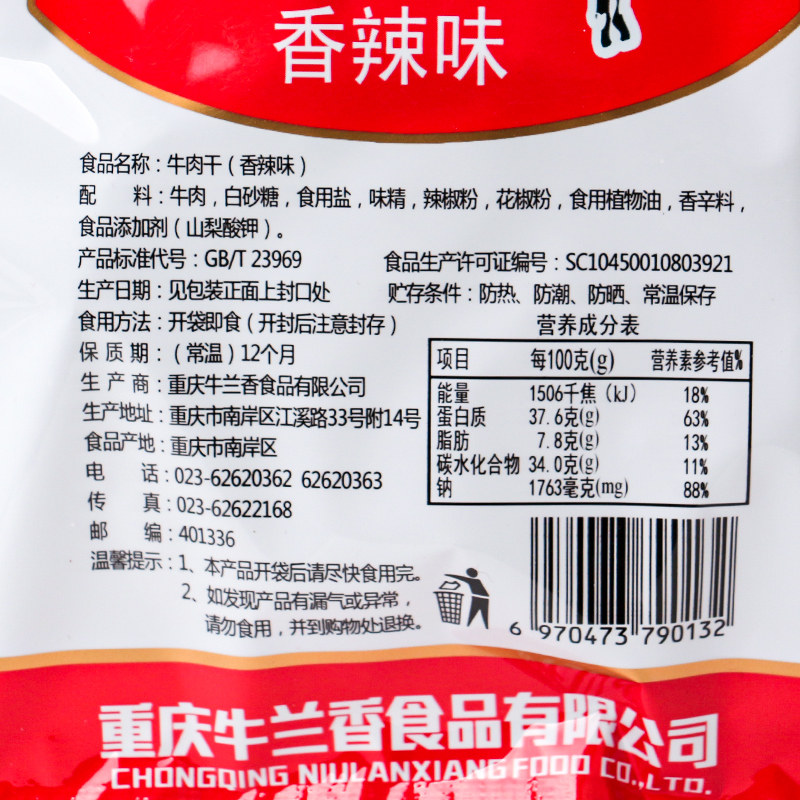 香辣味
食品名称：牛肉干（香辣味）
配　　料：牛肉，白砂糖，食用盐，味精，辣椒粉，花椒粉，食用植物油，香辛料，
食品添加剂（山梨酸钾）。
产品标准代号：GB/T 23969
食品生产许可证编号：SC10450010803921
生产日期：见包装正面上封口处
贮存条件：防热、防潮、防晒、常温保存
食用方法：开袋即食（开封后注意封存）
保 质 期：（常温）12个月
生 产 商：重庆牛兰香食品有限公司
生产地址：重庆市南岸区江溪路33号附14号
食品产地：重庆市南岸区
电　　话：023-62620362 62620363
传　　真：023-62622168
邮　　编：401336
温馨提示：1、本产品开袋后请尽快食用完。
2、如发现产品有漏气或异常，
请勿食用，并到购物处退换。
营养成分表
项目 每100克(g) 营养素参考值%
能量 1506千焦（kJ） 18%
蛋白质 37.6克(g) 63%
脂肪 7.8克(g) 13%
碳水化合物 34.0克(g) 11%
钠 1763毫克(mg) 88%
6 970473 790132
重庆牛兰香食品有限公司
CHONGQING NIULANXIANG FOOD CO.,LTD.